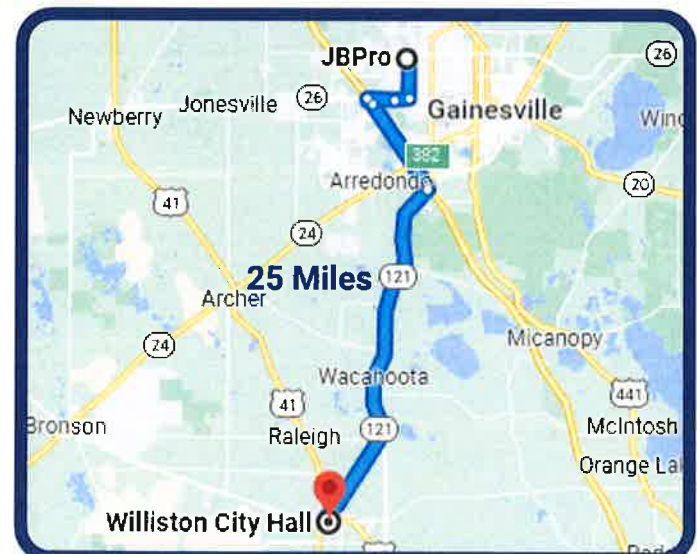 JBPro
26
Jonesville
26
Newberry
Gainesville
382
Arredondo
20
41
24
25 Miles
121
Archer
24
Micanopy
Wacahoota
441
41
Bronson
Raleigh
121
McIntosh
Orange La
Williston City Hall